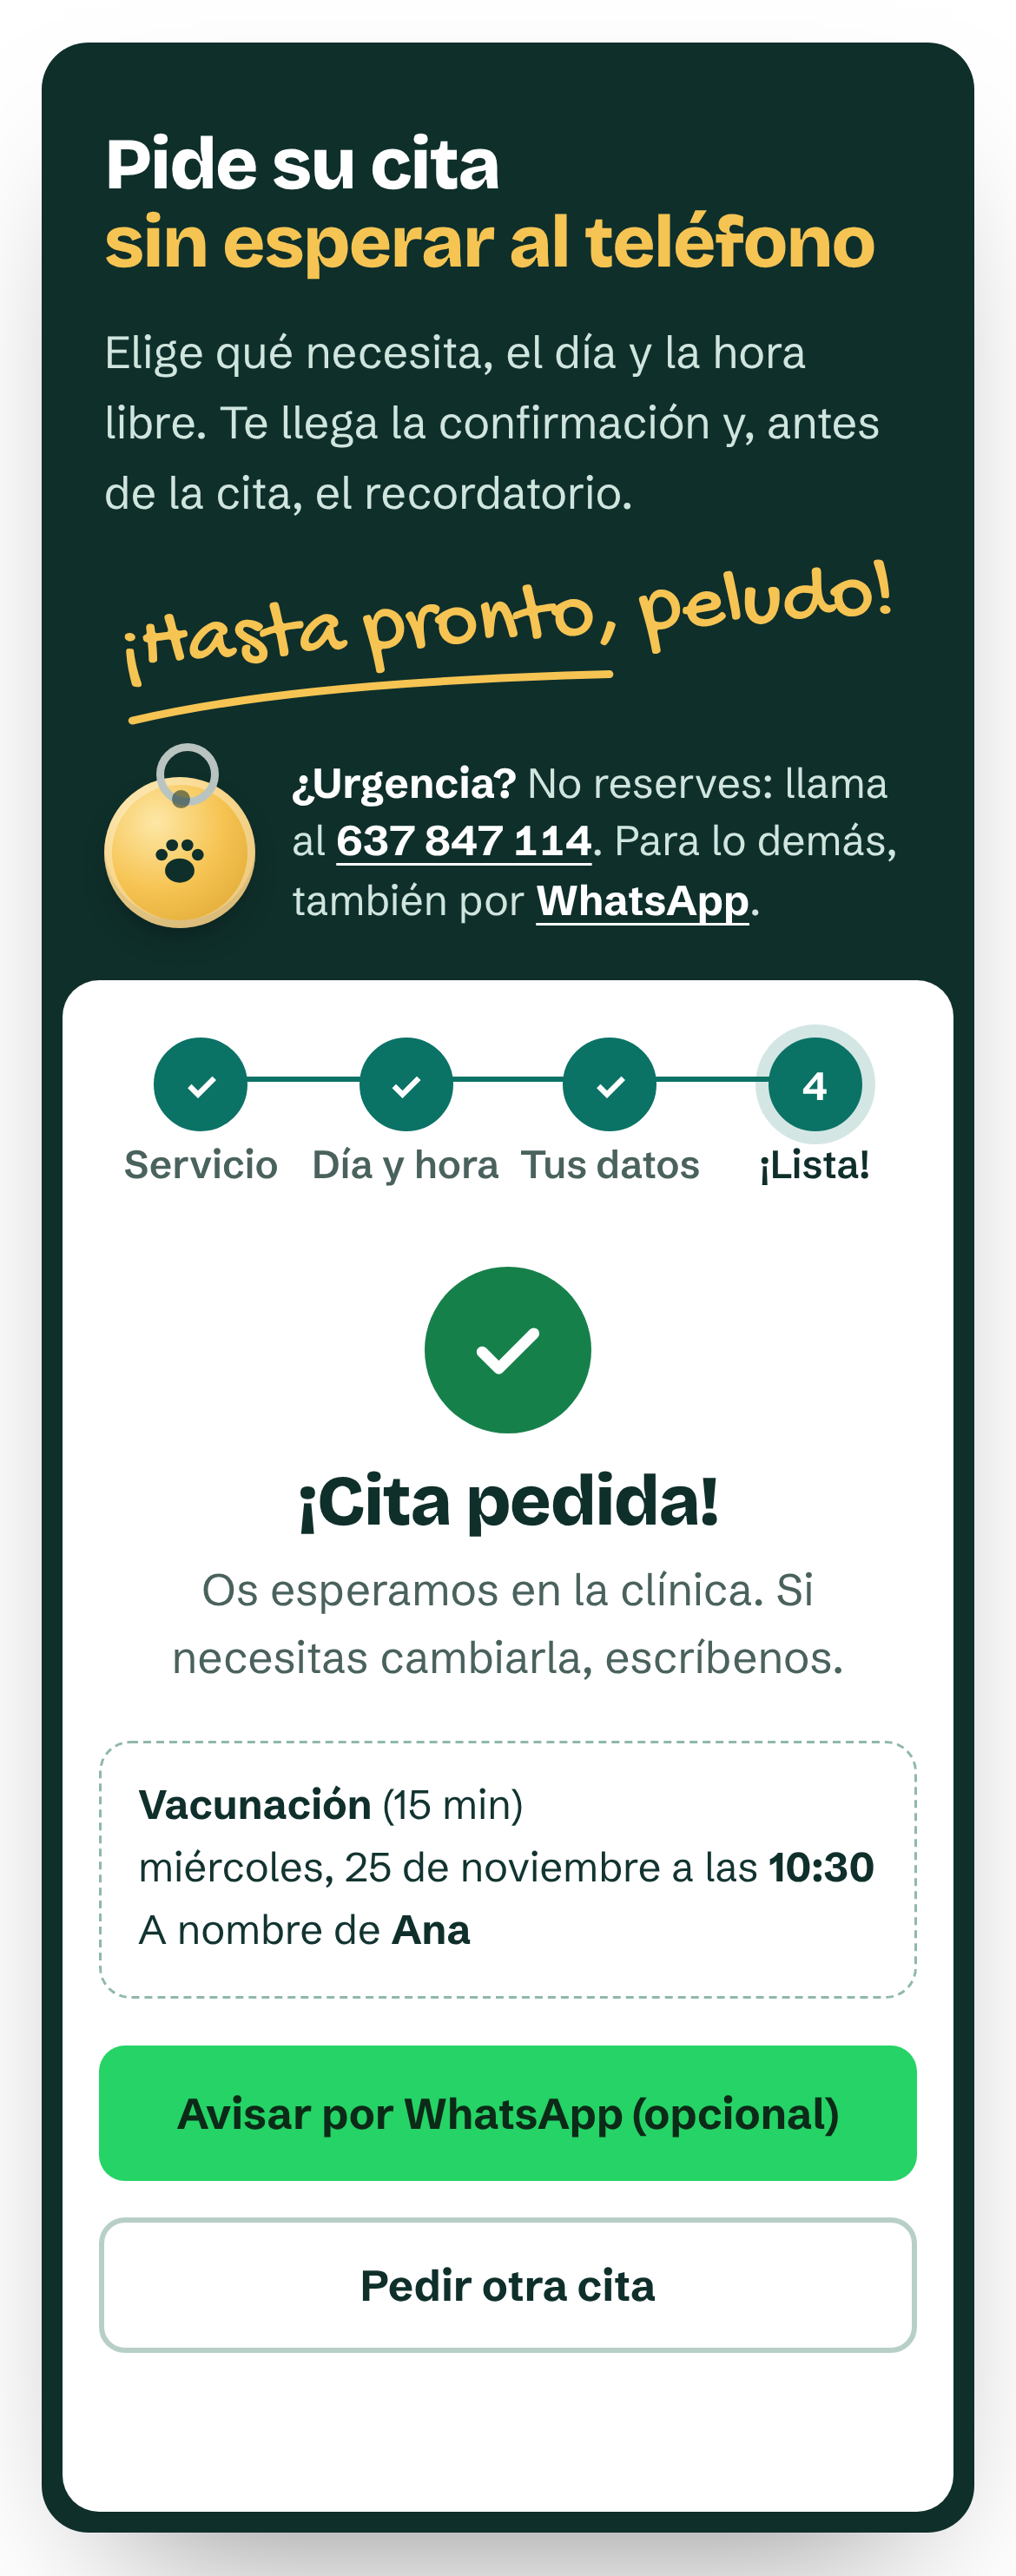 Pide su cita
sin esperar al teléfono
Elige qué necesita, el día y la hora
libre. Te llega la confirmación y, antes
de la cita, el recordatorio.
¡Hasta pronto, peludo!
¿Urgencia? No reserves: llama
al 637 847 114. Para lo demás,
también por WhatsApp.
4
Servicio Día y hora Tus datos ¡Lista!
¡Cita pedida!
Os esperamos en la clínica. Si
necesitas cambiarla, escríbenos.
Vacunación (15 min)
miércoles, 25 de noviembre a las 10:30
A nombre de Ana
Avisar por WhatsApp (opcional)
Pedir otra cita